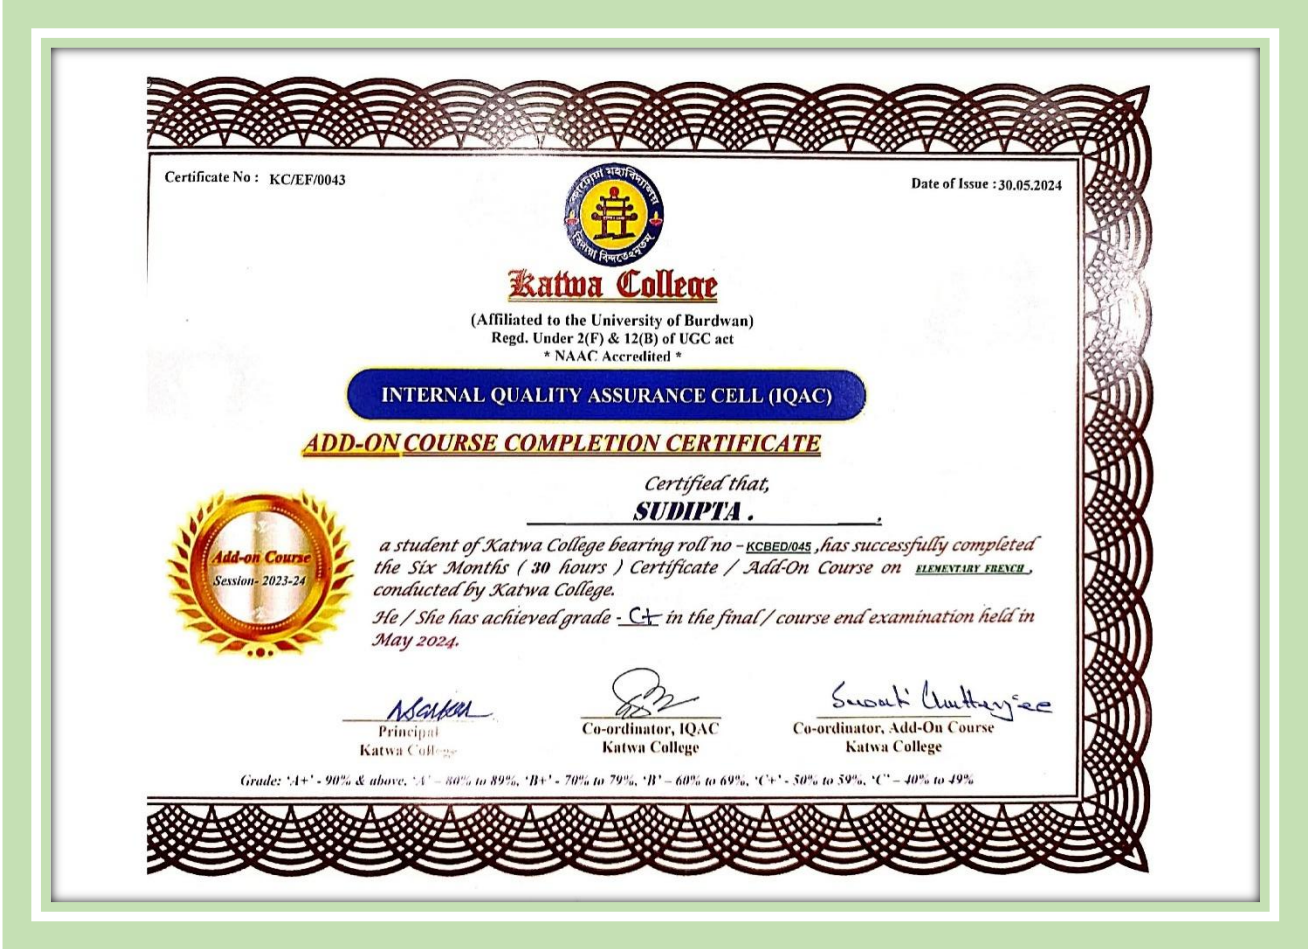 Certificate No : KC/EF/0043
Date of Issue : 30.05.2024
কাটোয়া মহাবিদ্যালয়
Katwa College
(Affiliated to the University of Burdwan)
Regd. Under 2(F) & 12(B) of UGC act
* NAAC Accredited *
INTERNAL QUALITY ASSURANCE CELL (IQAC)
ADD-ON COURSE COMPLETION CERTIFICATE
Certified that,
SUDIPTA .
Add-on Course
Session- 2023-24
a student of Katwa College bearing roll no - KCBED/045 ,has successfully completed
the Six Months ( 30 hours ) Certificate / Add-On Course on ELEMENTARY FRENCH ,
conducted by Katwa College.
He / She has achieved grade - C+ in the final / course end examination held in
May 2024.
Swati Chatterjee
Principal
Katwa College
Co-ordinator, IQAC
Katwa College
Co-ordinator, Add-On Course
Katwa College
Grade: 'A+' - 90% & above, 'A' – 80% to 89%, 'B+' - 70% to 79%, 'B' – 60% to 69%, 'C+' - 50% to 59%, 'C' – 40% to 49%